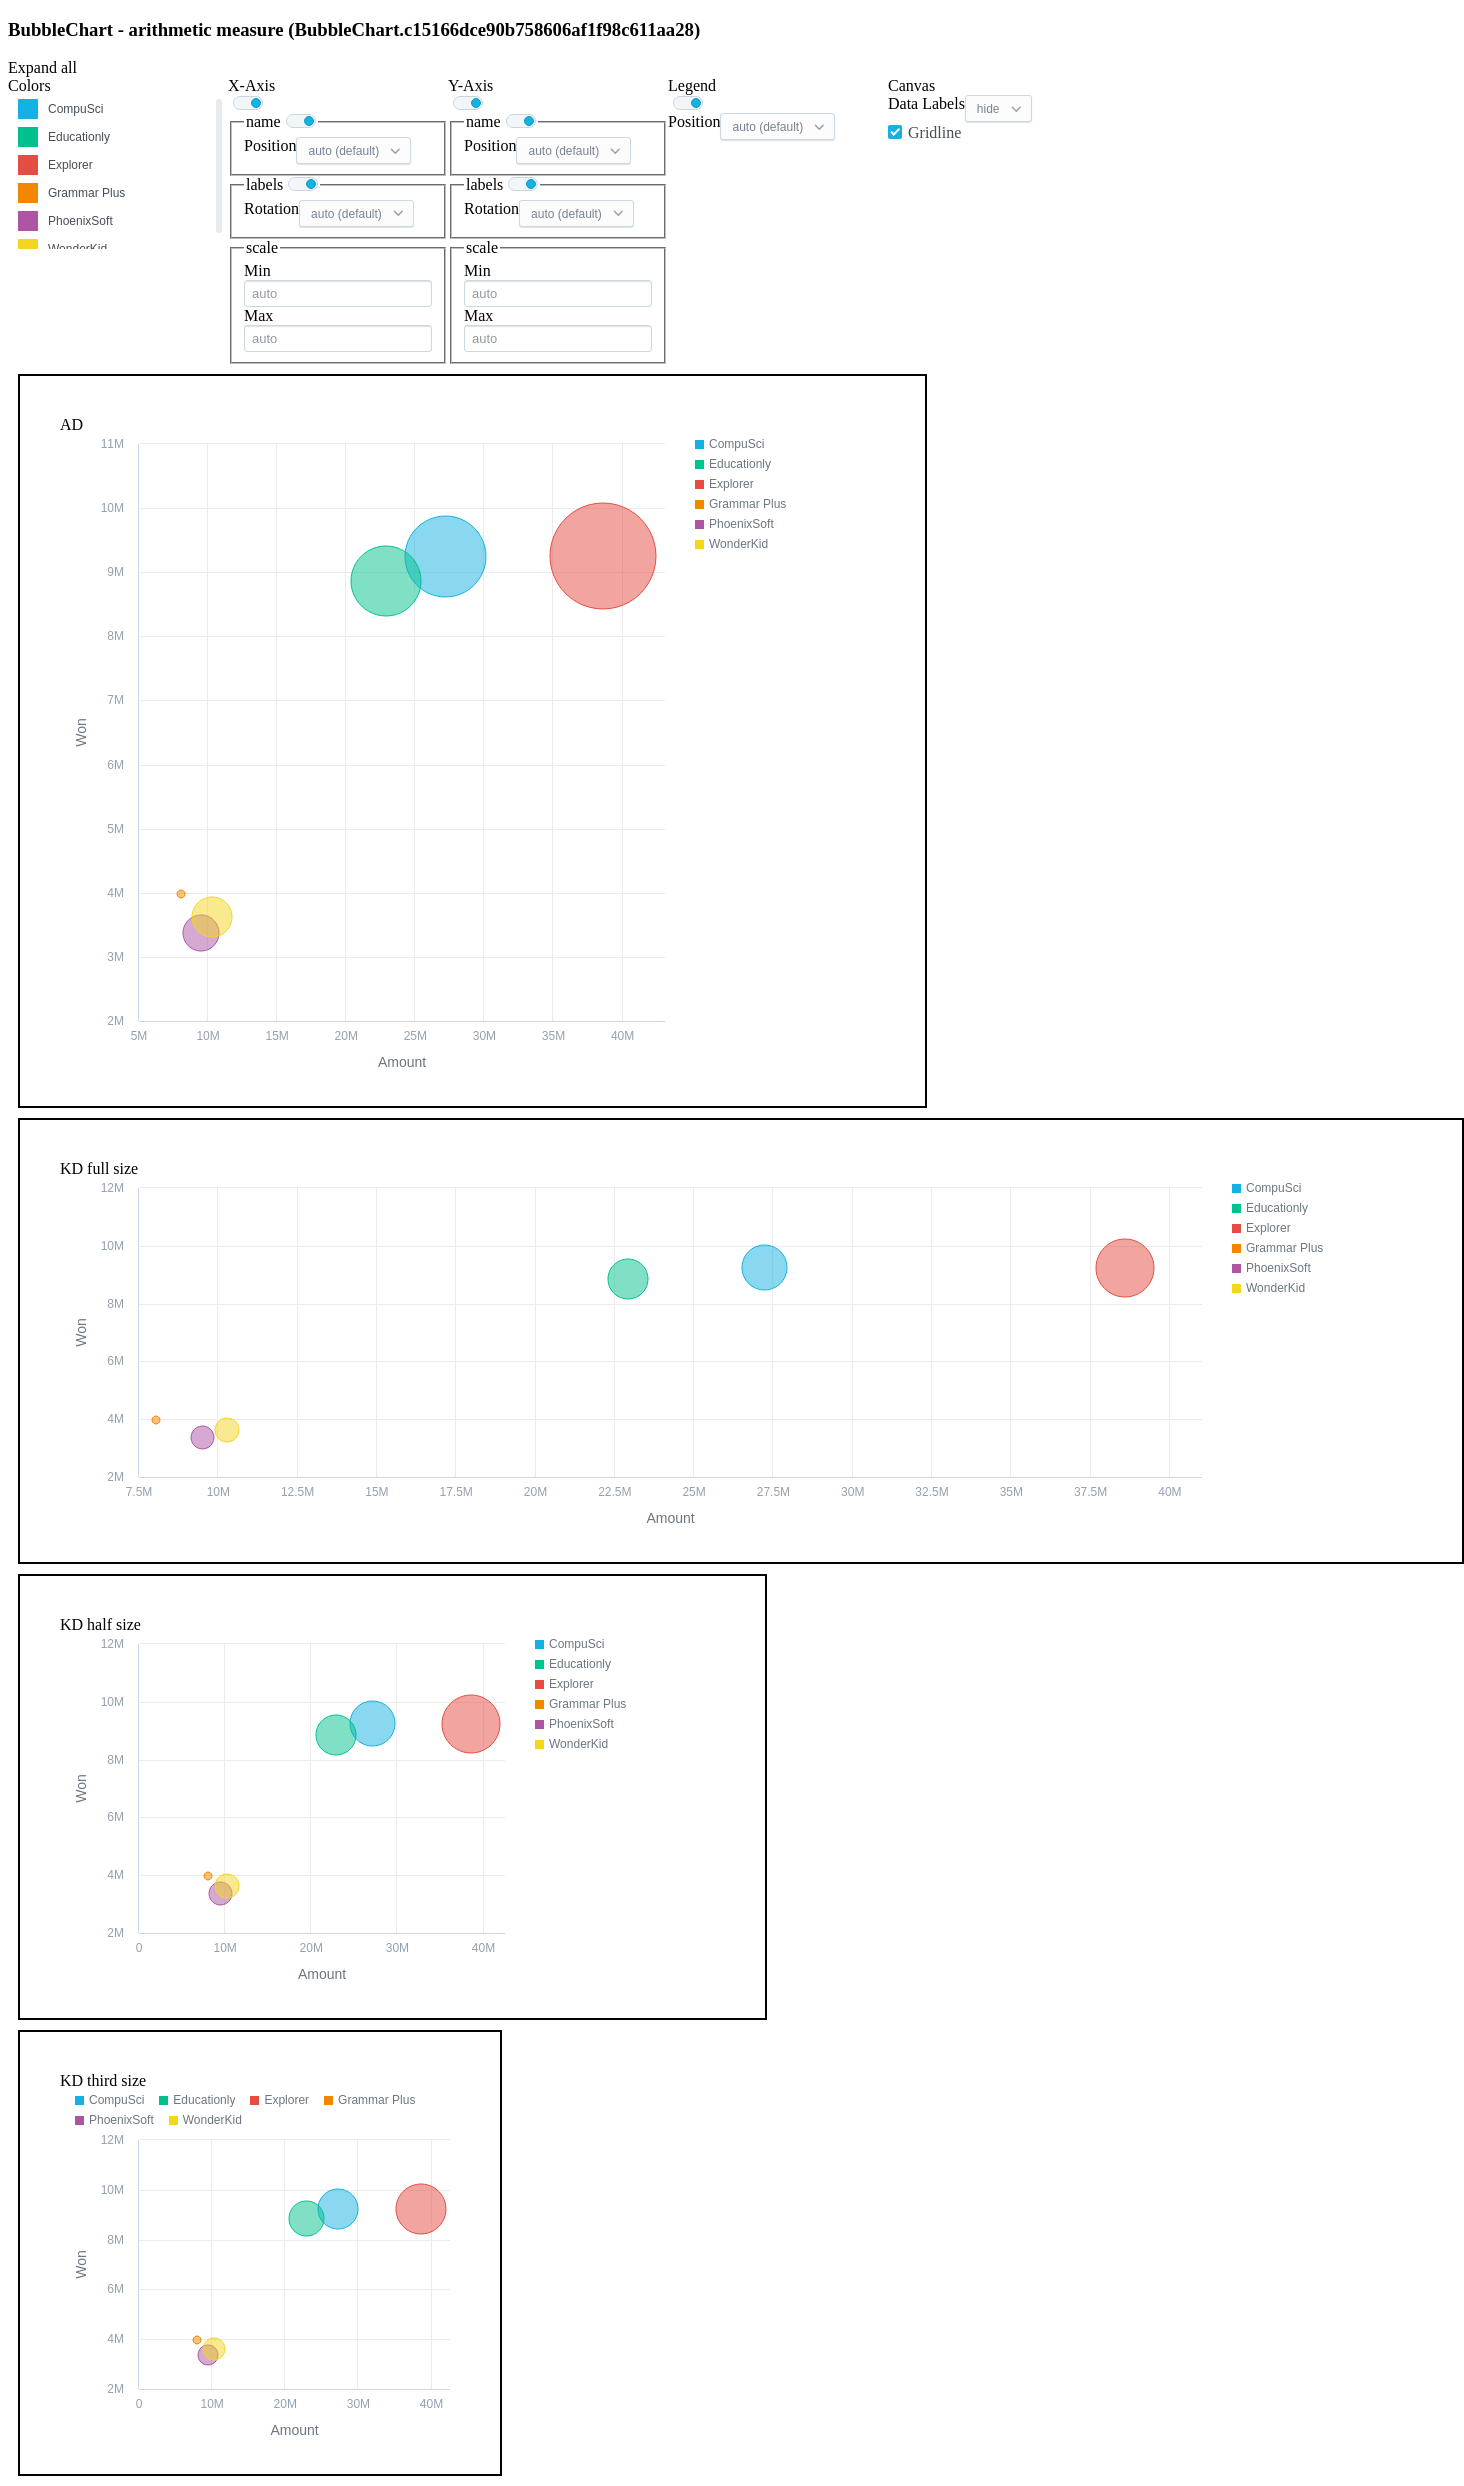 BubbleChart - arithmetic measure (BubbleChart.c15166dce90b758606af1f98c611aa28)
Expand all
Colors
CompuSci
Educationly
Explorer
Grammar Plus
PhoenixSoft
WonderKid
X-Axis
name
Position auto (default)
labels
Rotation auto (default)
scale
Min
auto
Max
auto
Y-Axis
name
Position auto (default)
labels
Rotation auto (default)
scale
Min
auto
Max
auto
Legend
Position auto (default)
Canvas
Data Labels hide
Gridline
AD
11M
10M
9M
8M
7M
6M
5M
4M
3M
2M
Won
5M 10M 15M 20M 25M 30M 35M 40M
Amount
CompuSci
Educationly
Explorer
Grammar Plus
PhoenixSoft
WonderKid
KD full size
12M
10M
8M
6M
4M
2M
Won
7.5M 10M 12.5M 15M 17.5M 20M 22.5M 25M 27.5M 30M 32.5M 35M 37.5M 40M
Amount
CompuSci
Educationly
Explorer
Grammar Plus
PhoenixSoft
WonderKid
KD half size
12M
10M
8M
6M
4M
2M
Won
0 10M 20M 30M 40M
Amount
CompuSci
Educationly
Explorer
Grammar Plus
PhoenixSoft
WonderKid
KD third size
CompuSci Educationly Explorer Grammar Plus
PhoenixSoft WonderKid
12M
10M
8M
6M
4M
2M
Won
0 10M 20M 30M 40M
Amount